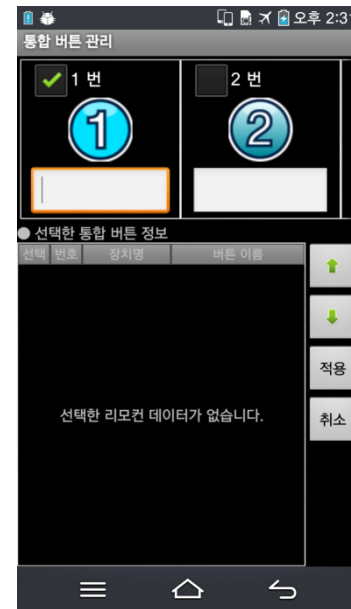 오후 2:31
통합 버튼 관리
1 번
2 번
1
2
● 선택한 통합 버튼 정보
선택 번호 장치명 버튼 이름
선택한 리모컨 데이터가 없습니다.
적용
취소